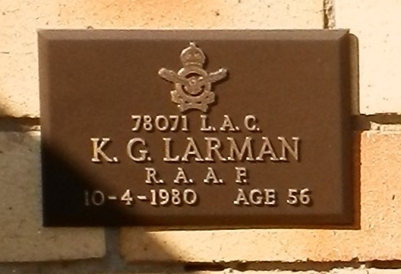 78071 L.A.C.
K. G. LARMAN
R. A. A. F.
10-4-1980 AGE 56